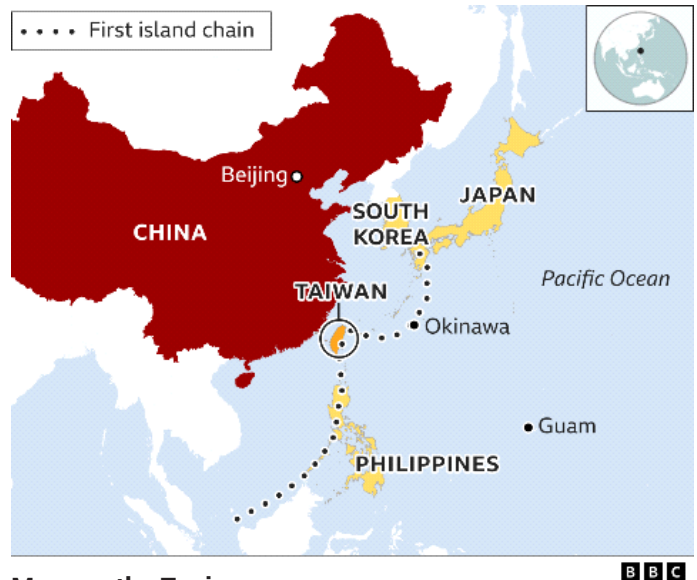 First island chain
Beijing
CHINA
SOUTH
KOREA
JAPAN
TAIWAN
Pacific Ocean
Okinawa
Guam
PHILIPPINES
BBC